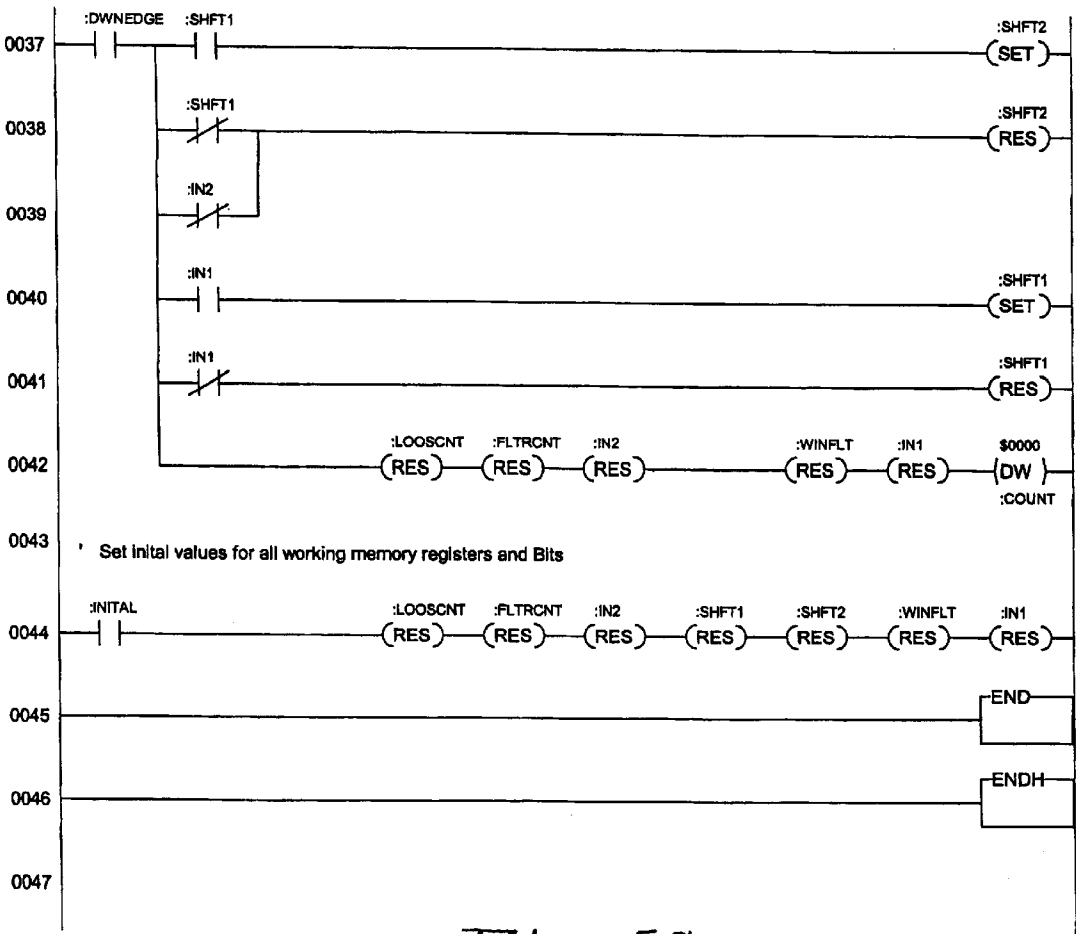 :DWNEDGE :SHFT1 :SHFT2
0037 (SET)
:SHFT1 :SHFT2
0038 (RES)
:IN2
0039
:IN1 :SHFT1
0040 (SET)
:IN1 :SHFT1
0041 (RES)
:LOOSCNT :FLTRCNT :IN2 :WINFLT :IN1 $0000
0042 (RES) (RES) (RES) (RES) (RES) (DW)
:COUNT
0043 ' Set inital values for all working memory registers and Bits
:INITAL :LOOSCNT :FLTRCNT :IN2 :SHFT1 :SHFT2 :WINFLT :IN1
0044 (RES) (RES) (RES) (RES) (RES) (RES) (RES)
0045 END
0046 ENDH
0047